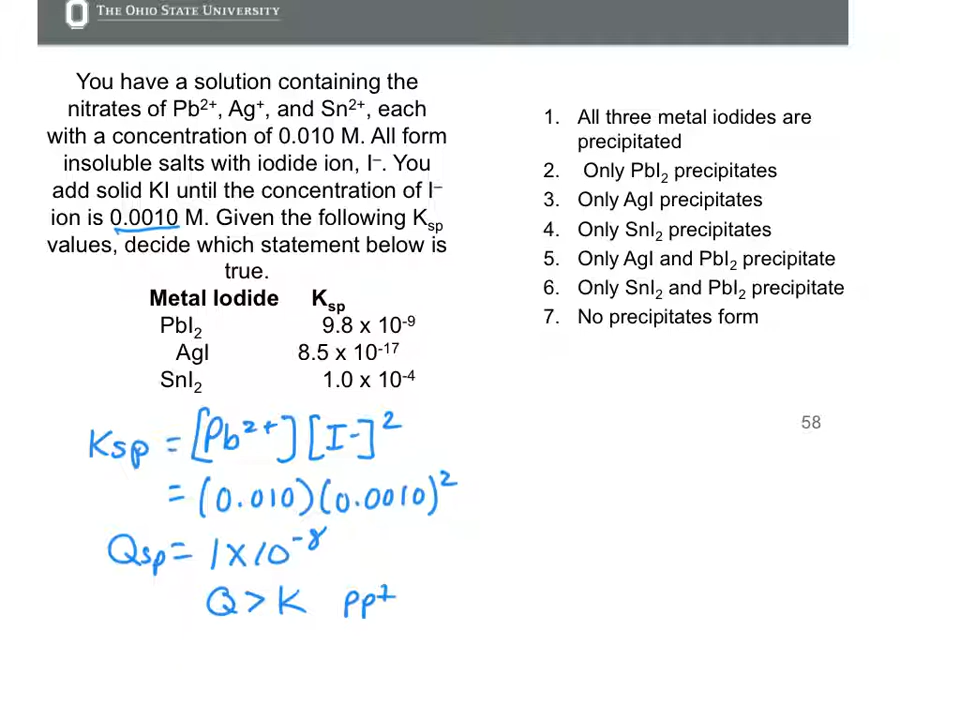 THE OHIO STATE UNIVERSITY
You have a solution containing the
nitrates of Pb²⁺, Ag⁺, and Sn²⁺, each
with a concentration of 0.010 M. All form
insoluble salts with iodide ion, I⁻. You
add solid KI until the concentration of I⁻
ion is 0.0010 M. Given the following Ksp
values, decide which statement below is
true.
Metal Iodide Ksp
PbI₂ 9.8 x 10⁻⁹
AgI 8.5 x 10⁻¹⁷
SnI₂ 1.0 x 10⁻⁴
Ksp = [Pb²⁺][I-]²
= (0.010)(0.0010)²
Qsp = 1X10⁻⁸
Q > K ppt
1. All three metal iodides are
precipitated
2. Only PbI₂ precipitates
3. Only AgI precipitates
4. Only SnI₂ precipitates
5. Only AgI and PbI₂ precipitate
6. Only SnI₂ and PbI₂ precipitate
7. No precipitates form
58